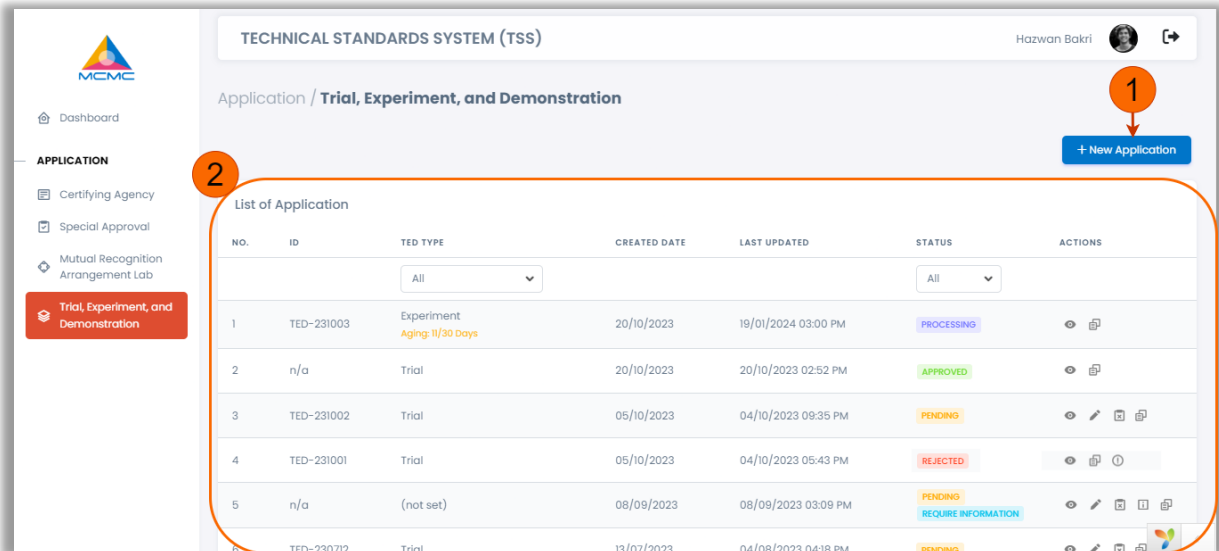 MCMC
TECHNICAL STANDARDS SYSTEM (TSS)
Hazwan Bakri
Application / Trial, Experiment, and Demonstration
1
+ New Application
Dashboard
APPLICATION
Certifying Agency
Special Approval
Mutual Recognition
Arrangement Lab
Trial, Experiment, and
Demonstration
2
List of Application
NO. ID TED TYPE CREATED DATE LAST UPDATED STATUS ACTIONS
All All
1 TED-231003 Experiment 20/10/2023 19/01/2024 03:00 PM PROCESSING
Aging: 11/30 Days
2 n/a Trial 20/10/2023 20/10/2023 02:52 PM APPROVED
3 TED-231002 Trial 05/10/2023 04/10/2023 09:35 PM PENDING
4 TED-231001 Trial 05/10/2023 04/10/2023 05:43 PM REJECTED
5 n/a (not set) 08/09/2023 08/09/2023 03:09 PM PENDING
REQUIRE INFORMATION
6 TED-230712 Trial 13/07/2023 04/08/2023 04:18 PM PENDING